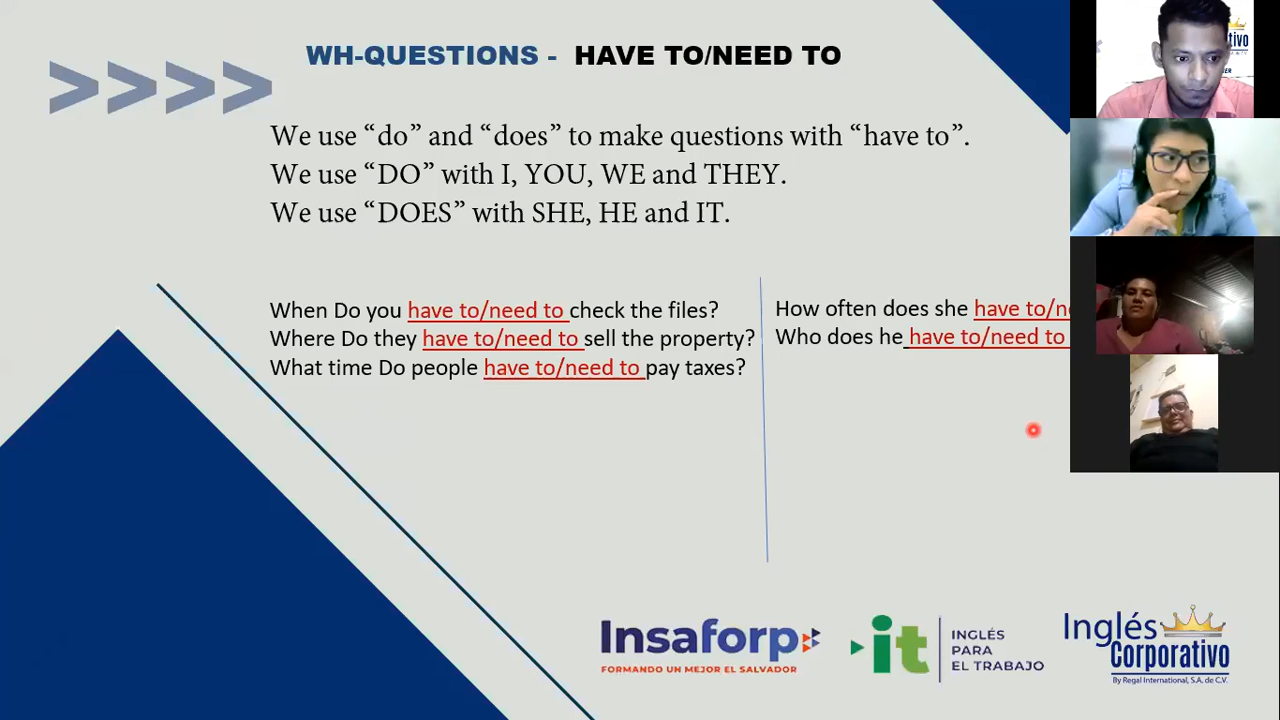 WH-QUESTIONS - HAVE TO/NEED TO
We use “do” and “does” to make questions with “have to”.
We use “DO” with I, YOU, WE and THEY.
We use “DOES” with SHE, HE and IT.
When Do you have to/need to check the files?
Where Do they have to/need to sell the property?
What time Do people have to/need to pay taxes?
How often does she have to/n
Who does he have to/need to
Insaforp
FORMANDO UN MEJOR EL SALVADOR
it
INGLÉS
PARA
EL TRABAJO
Inglés
Corporativo
By Regal International, S.A. de C.V.